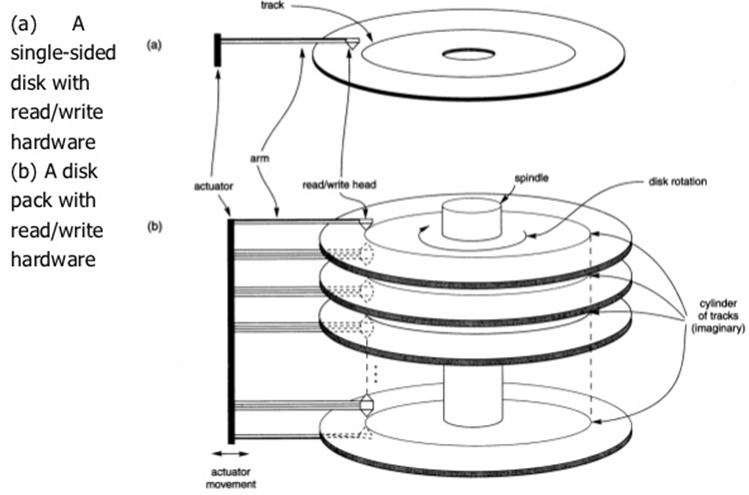 (a) A
single-sided
disk with
read/write
hardware
(b) A disk
pack with
read/write
hardware
track
(a)
arm
actuator
read/write head
spindle
disk rotation
(b)
cylinder
of tracks
(imaginary)
actuator
movement